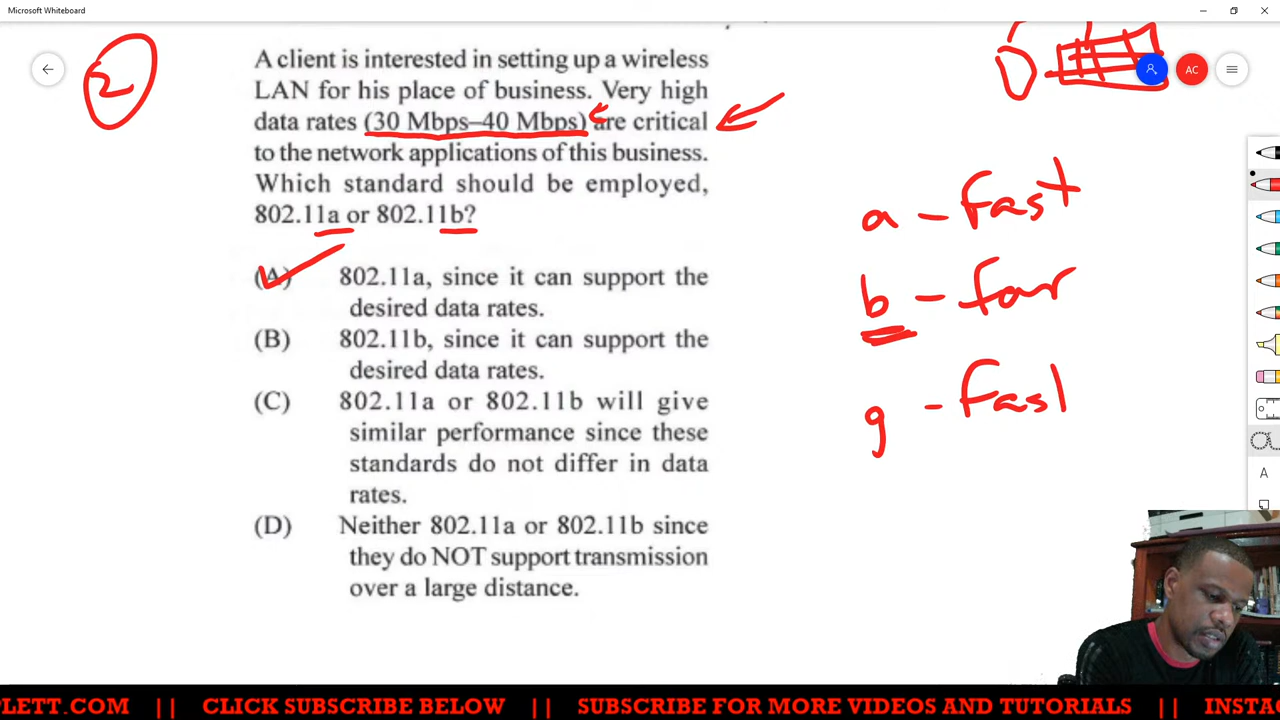 Microsoft Whiteboard
2
A client is interested in setting up a wireless
LAN for his place of business. Very high
data rates (30 Mbps–40 Mbps) are critical
to the network applications of this business.
Which standard should be employed,
802.11a or 802.11b?
(A) 802.11a, since it can support the
desired data rates.
(B) 802.11b, since it can support the
desired data rates.
(C) 802.11a or 802.11b will give
similar performance since these
standards do not differ in data
rates.
(D) Neither 802.11a or 802.11b since
they do NOT support transmission
over a large distance.
AC
a – fast
b – far
g – fast
A
PLETT.COM || CLICK SUBSCRIBE BELOW || SUBSCRIBE FOR MORE VIDEOS AND TUTORIALS || INSTA